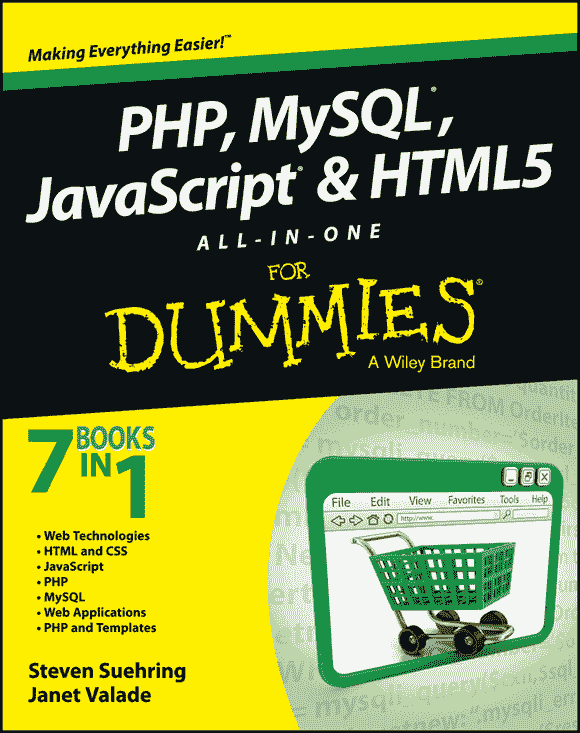 Making Everything Easier!™
PHP, MySQL®,
JavaScript® & HTML5
ALL-IN-ONE
FOR
DUMMIES®
A Wiley Brand
7 BOOKS
IN 1
• Web Technologies
• HTML and CSS
• JavaScript
• PHP
• MySQL
• Web Applications
• PHP and Templates
Steven Suehring
Janet Valade
File Edit View Favorites Tools Help
http://www.